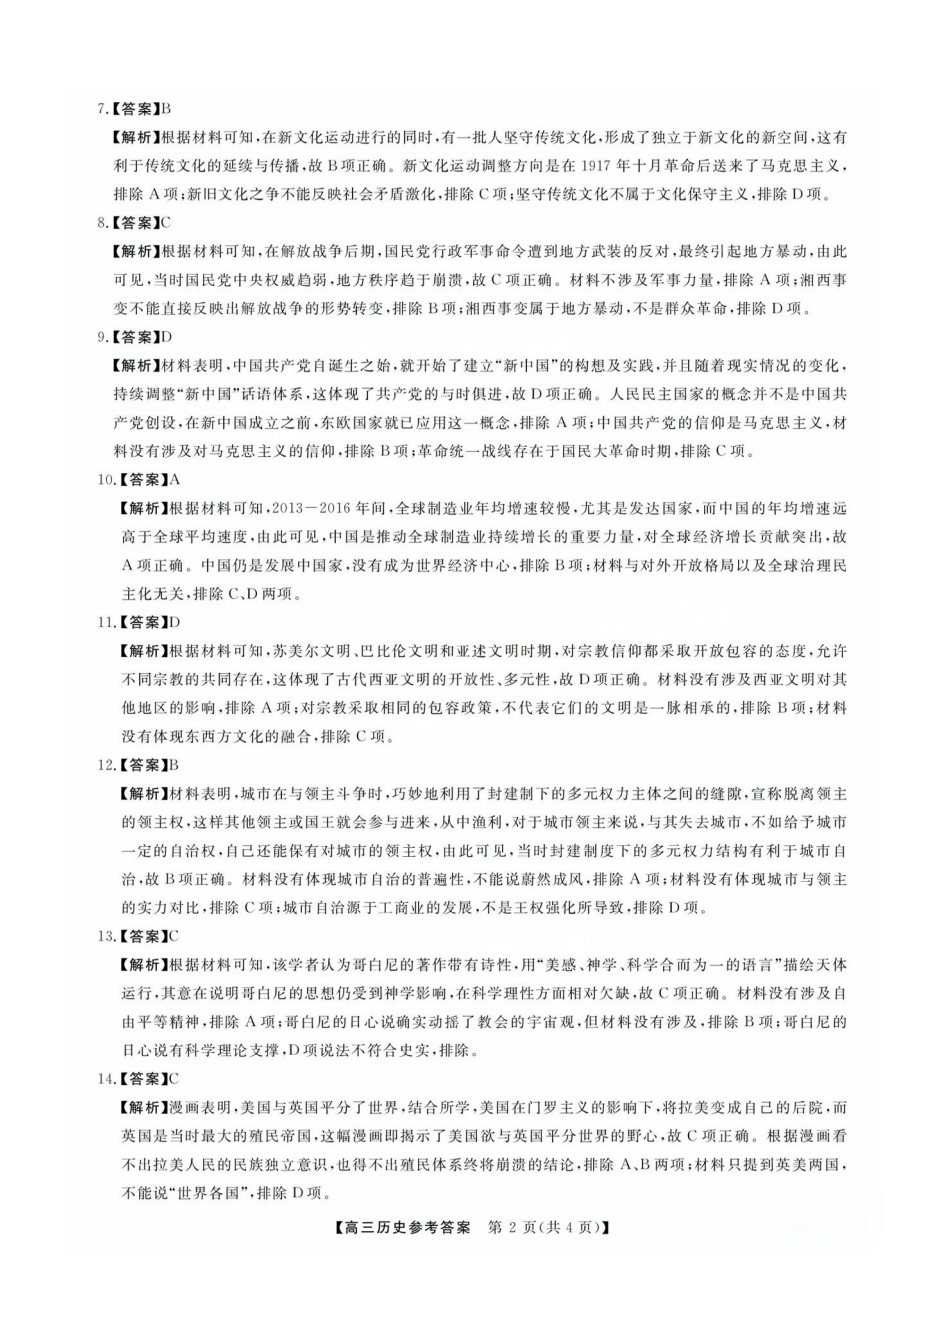 7.【答案】B
【解析】根据材料可知,在新文化运动进行的同时,有一批人坚守传统文化,形成了独立于新文化的新空间,这有
利于传统文化的延续与传播,故B项正确。新文化运动调整方向是在1917年十月革命后送来了马克思主义,
排除A项;新旧文化之争不能反映社会矛盾激化,排除C项;坚守传统文化不属于文化保守主义,排除D项。
8.【答案】C
【解析】根据材料可知,在解放战争后期,国民党行政军事命令遭到地方武装的反对,最终引起地方暴动,由此
可见,当时国民党中央权威趋弱,地方秩序趋于崩溃,故C项正确。材料不涉及军事力量,排除A项;湘西事
变不能直接反映出解放战争的形势转变,排除B项;湘西事变属于地方暴动,不是群众革命,排除D项。
9.【答案】D
【解析】材料表明,中国共产党自诞生之始,就开始了建立“新中国”的构想及实践,并且随着现实情况的变化,
持续调整“新中国”话语体系,这体现了共产党的与时俱进,故D项正确。人民民主国家的概念并不是中国共
产党创设,在新中国成立之前,东欧国家就已应用这一概念,排除A项;中国共产党的信仰是马克思主义,材
料没有涉及对马克思主义的信仰,排除B项;革命统一战线存在于国民大革命时期,排除C项。
10.【答案】A
【解析】根据材料可知,2013－2016年间,全球制造业年均增速较慢,尤其是发达国家,而中国的年均增速远
高于全球平均速度,由此可见,中国是推动全球制造业持续增长的重要力量,对全球经济增长贡献突出,故
A项正确。中国仍是发展中国家,没有成为世界经济中心,排除B项;材料与对外开放格局以及全球治理民
主化无关,排除C、D两项。
11.【答案】D
【解析】根据材料可知,苏美尔文明、巴比伦文明和亚述文明时期,对宗教信仰都采取开放包容的态度,允许
不同宗教的共同存在,这体现了古代西亚文明的开放性、多元性,故D项正确。材料没有涉及西亚文明对其
他地区的影响,排除A项;对宗教采取相同的包容政策,不代表它们的文明是一脉相承的,排除B项;材料
没有体现东西方文化的融合,排除C项。
12.【答案】B
【解析】材料表明,城市在与领主斗争时,巧妙地利用了封建制下的多元权力主体之间的缝隙,宣称脱离领主
的领主权,这样其他领主或国王就会参与进来,从中渔利,对于城市领主来说,与其失去城市,不如给予城市
一定的自治权,自己还能保有对城市的领主权,由此可见,当时封建制度下的多元权力结构有利于城市自
治,故B项正确。材料没有体现城市自治的普遍性,不能说蔚然成风,排除A项;材料没有体现城市与领主
的实力对比,排除C项;城市自治源于工商业的发展,不是王权强化所导致,排除D项。
13.【答案】C
【解析】根据材料可知,该学者认为哥白尼的著作带有诗性,用“美感、神学、科学合而为一的语言”描绘天体
运行,其意在说明哥白尼的思想仍受到神学影响,在科学理性方面相对欠缺,故C项正确。材料没有涉及自
由平等精神,排除A项;哥白尼的日心说确实动摇了教会的宇宙观,但材料没有涉及,排除B项;哥白尼的
日心说有科学理论支撑,D项说法不符合史实,排除。
14.【答案】C
【解析】漫画表明,美国与英国平分了世界,结合所学,美国在门罗主义的影响下,将拉美变成自己的后院,而
英国是当时最大的殖民帝国,这幅漫画即揭示了美国欲与英国平分世界的野心,故C项正确。根据漫画看
不出拉美人民的民族独立意识,也得不出殖民体系终将崩溃的结论,排除A、B两项;材料只提到英美两国,
不能说“世界各国”,排除D项。
【高三历史参考答案 第2页(共4页)】